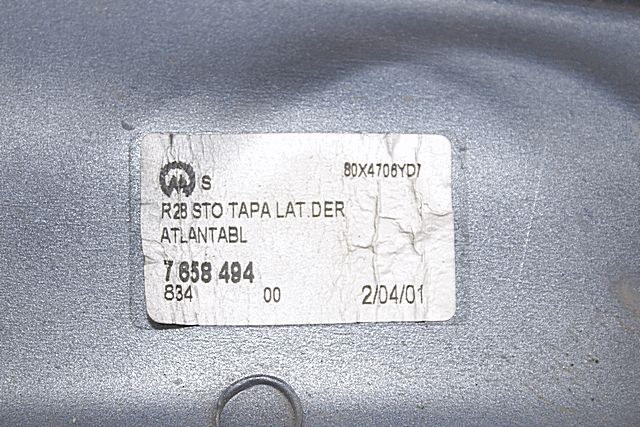 S 80X4706YD7
R28 STO TAPA LAT.DER
ATLANTABL
7 658 494
834 00 2/04/01